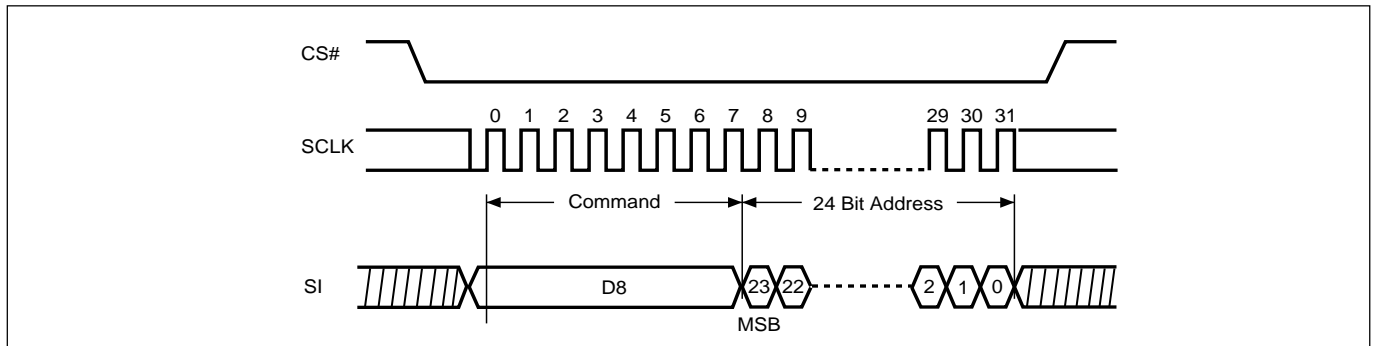 CS#
0 1 2 3 4 5 6 7 8 9 29 30 31
SCLK
Command 24 Bit Address
SI D8 23 22 2 1 0
MSB